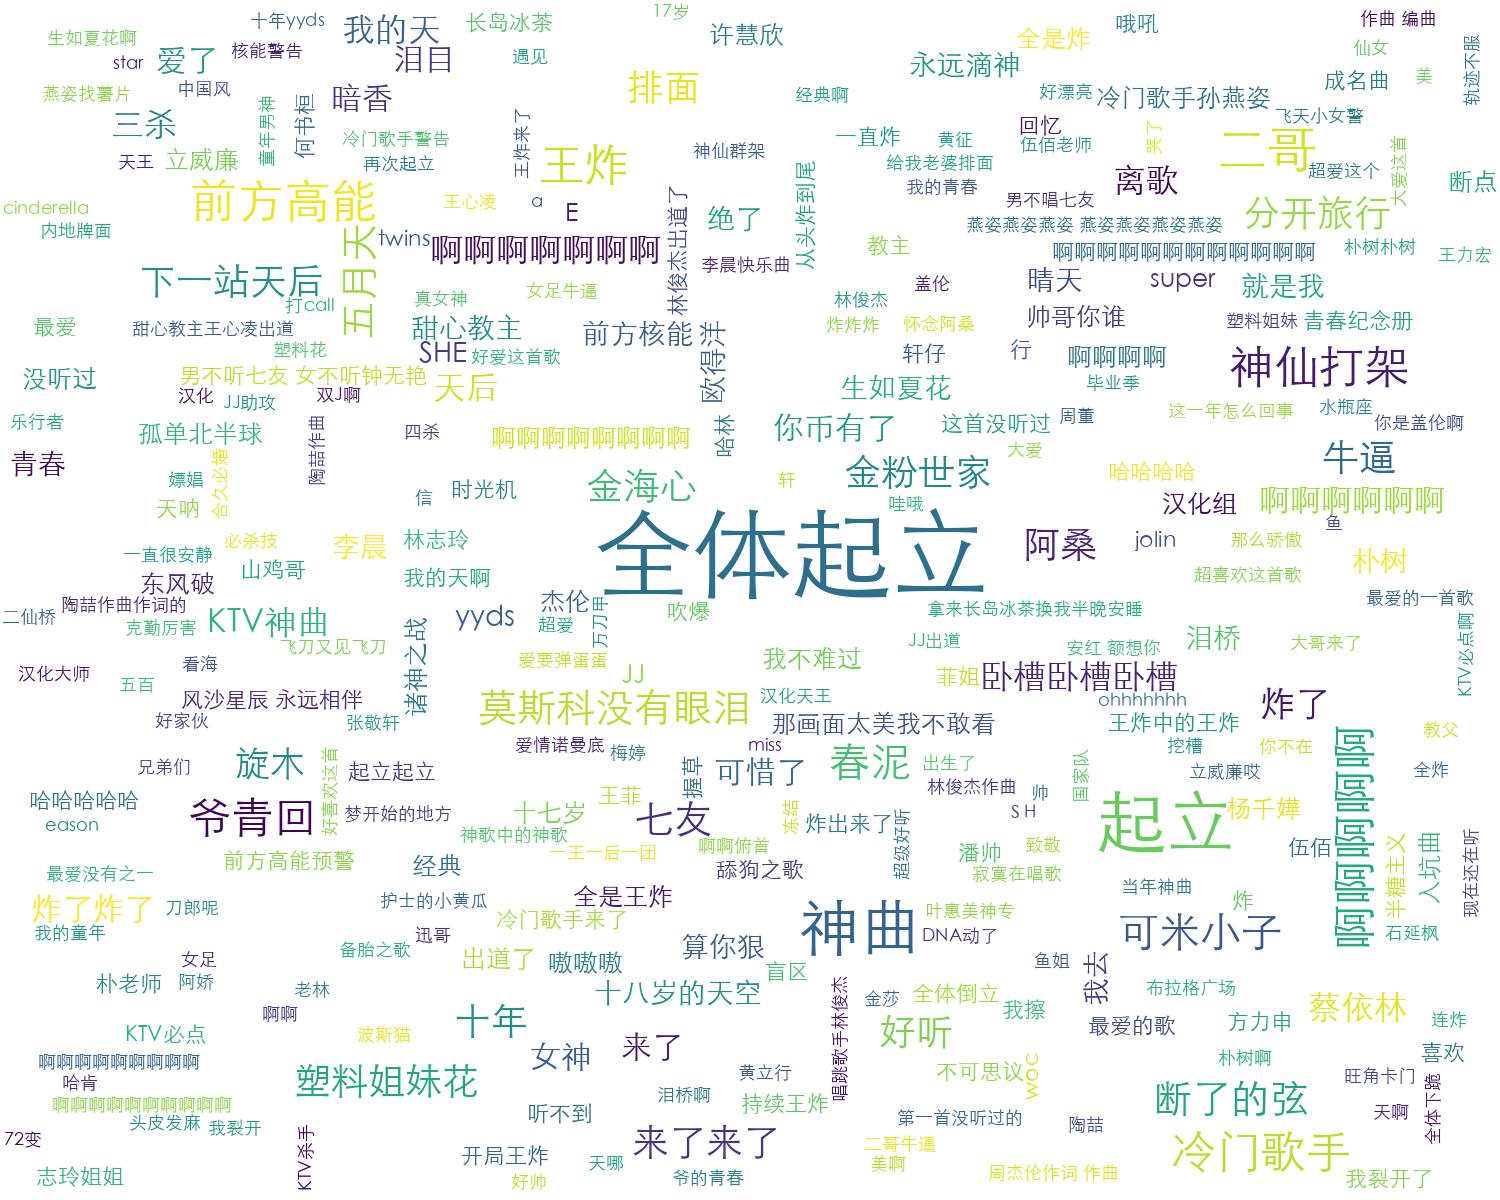 十年yyds
我的天
长岛冰茶
17岁
许慧欣
哦吼
作曲 编曲
生如夏花啊
star
爱了
核能警告
泪目
遇见
全是炸
仙女
燕姿找薯片
中国风
暗香
排面
永远滴神
经典啊
好漂亮
冷门歌手孙燕姿
成名曲
美
轨迹不服
三杀
童年男神
何书桓
冷门歌手警告
王炸来了
王炸
神仙群架
一直炸
黄征
回忆
伍佰老师
哭了
飞天小女警
二哥
天王
立威廉
再次起立
给我老婆排面
我的青春
离歌
超爱这个
大爱这首
断点
cinderella
内地牌面
前方高能
王心凌
a
E
林俊杰出道了
绝了
从头炸到尾
男不唱七友
燕姿燕姿燕姿 燕姿燕姿燕姿燕姿
分开旅行
五月天
twins
啊啊啊啊啊啊啊
李晨快乐曲
教主
啊啊啊啊啊啊啊啊啊啊啊
朴树朴树
王力宏
下一站天后
打call
真女神
女足牛逼
林俊杰
盖伦
晴天
super
就是我
最爱
甜心教主王心凌出道
甜心教主
前方核能
欧得洋
炸炸炸
怀念阿桑
帅哥你谁
塑料姐妹
青春纪念册
塑料花
SHE
好爱这首歌
轩仔
行
啊啊啊啊
神仙打架
没听过
男不听七友 女不听钟无艳
天后
生如夏花
毕业季
汉化
JJ助攻
双J啊
乐行者
孤单北半球
陶喆作曲
四杀
啊啊啊啊啊啊啊啊
哈林
你币有了
这首没听过
周董
这一年怎么回事
水瓶座
你是盖伦啊
青春
嫖娼
合久必婚
信
时光机
金海心
轩
金粉世家
大爱
哈哈哈哈
牛逼
天呐
哇哦
汉化组
啊啊啊啊啊啊
一直很安静
必杀技
李晨
林志玲
全体起立
阿桑
jolin
鱼
那么骄傲
朴树
东风破
山鸡哥
我的天啊
超喜欢这首歌
二仙桥
陶喆作曲作词的
克勤厉害
KTV神曲
诸神之战
yyds
杰伦
超爱
万刀甲
吹爆
拿来长岛冰茶换我半晚安睡
最爱的一首歌
飞刀又见飞刀
JJ出道
安红 额想你
泪桥
大哥来了
KTV必点啊
汉化大师
看海
爱要弹蛋蛋
JJ
我不难过
菲姐
卧槽卧槽卧槽
五百
风沙星辰 永远相伴
莫斯科没有眼泪
汉化天王
ohhhhhhh
炸了
好家伙
张敬轩
那画面太美我不敢看
王炸中的王炸
教父
兄弟们
旋木
好喜欢这首
起立起立
爱情诺曼底
梅婷
miss
握草
可惜了
春泥
出生了
挖槽
你不在
啊啊啊啊啊啊
全炸
哈哈哈哈哈
eason
爷青回
梦开始的地方
十七岁
王菲
七友
冻结
炸出来了
林俊杰作曲
帅
S H
国家队
立威廉哎
起立
杨千嬅
神歌中的神歌
前方高能预警
经典
一王一后一团
啊啊俯首
超级好听
潘帅
致敬
伍佰
半糖主义
入坑曲
现在还在听
最爱没有之一
护士的小黄瓜
全是王炸
舔狗之歌
寂寞在唱歌
当年神曲
炸
炸了炸了
刀郎呢
冷门歌手来了
神曲
叶惠美神专
可米小子
石延枫
我的童年
备胎之歌
迅哥
出道了
嗷嗷嗷
算你狠
DNA动了
女足
盲区
鱼姐
我去
朴老师
阿娇
老林
十八岁的天空
唱跳歌手林俊杰
金莎
全体倒立
布拉格广场
KTV必点
啊啊
波斯猫
十年
来了
好听
我擦
最爱的歌
蔡依林
方力申
连炸
啊啊啊啊啊啊啊啊啊
哈肯
塑料姐妹花
女神
黄立行
不可思议
woc
朴树啊
喜欢
旺角卡门
啊啊啊啊啊啊啊啊啊啊
泪桥啊
持续王炸
断了的弦
全体下跪
头皮发麻
我裂开
听不到
第一首没听过的
陶喆
天啊
72变
KTV杀手
开局王炸
来了来了
二哥牛逼
冷门歌手
志玲姐姐
天哪
好帅
爷的青春
美啊
周杰伦作词 作曲
我裂开了